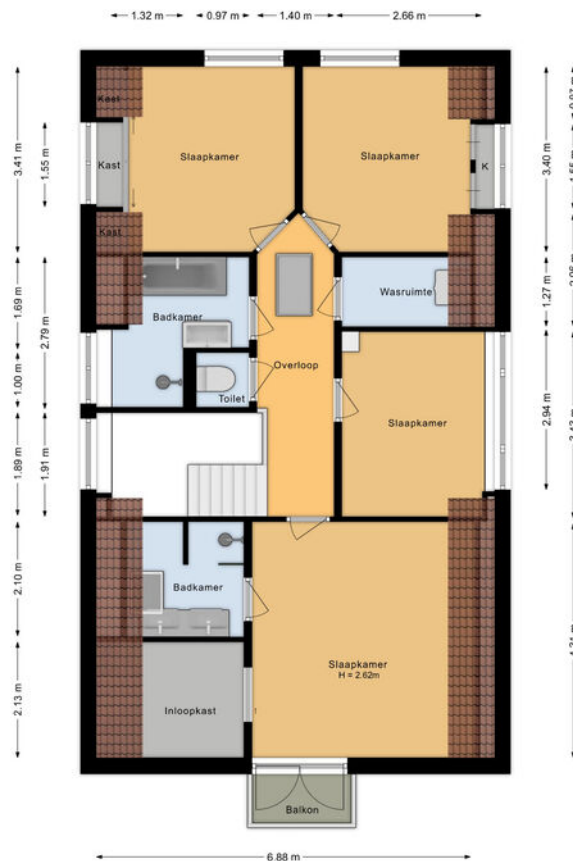 1.32 m
0.97 m
1.40 m
2.66 m
Kast
Slaapkamer
Slaapkamer
Kast
K
Kast
3.41 m
1.55 m
3.40 m
1.69 m
2.79 m
1.00 m
1.89 m
1.91 m
2.10 m
2.13 m
1.27 m
2.94 m
Badkamer
Wasruimte
Overloop
Toilet
Slaapkamer
Badkamer
Slaapkamer
H = 2.62m
Inloopkast
Balkon
6.88 m